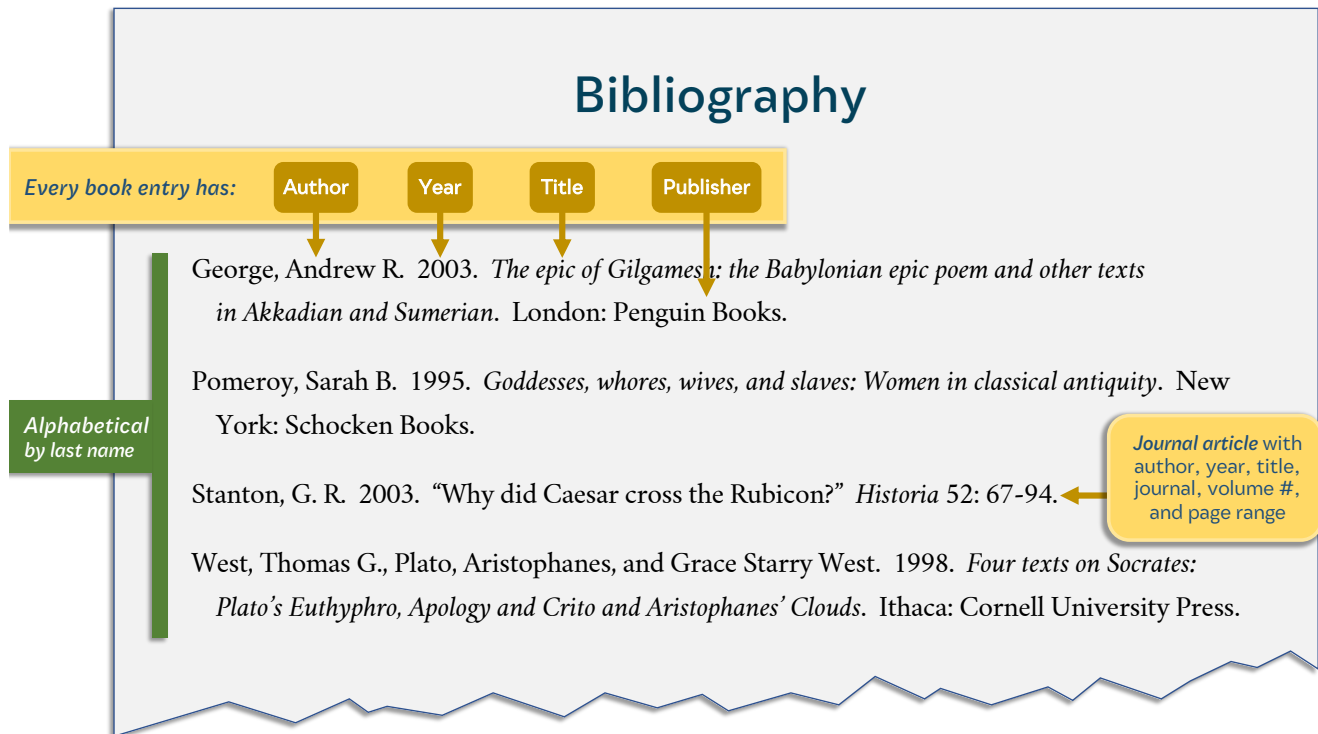 Bibliography
Every book entry has: Author Year Title Publisher
George, Andrew R.  2003.  The epic of Gilgamesh: the Babylonian epic poem and other texts
in Akkadian and Sumerian.  London: Penguin Books.
Pomeroy, Sarah B.  1995.  Goddesses, whores, wives, and slaves: Women in classical antiquity.  New
York: Schocken Books.
Alphabetical
by last name
Stanton, G. R.  2003.  “Why did Caesar cross the Rubicon?”  Historia 52: 67-94.
Journal article with
author, year, title,
journal, volume #,
and page range
West, Thomas G., Plato, Aristophanes, and Grace Starry West.  1998.  Four texts on Socrates:
Plato’s Euthyphro, Apology and Crito and Aristophanes’ Clouds.  Ithaca: Cornell University Press.